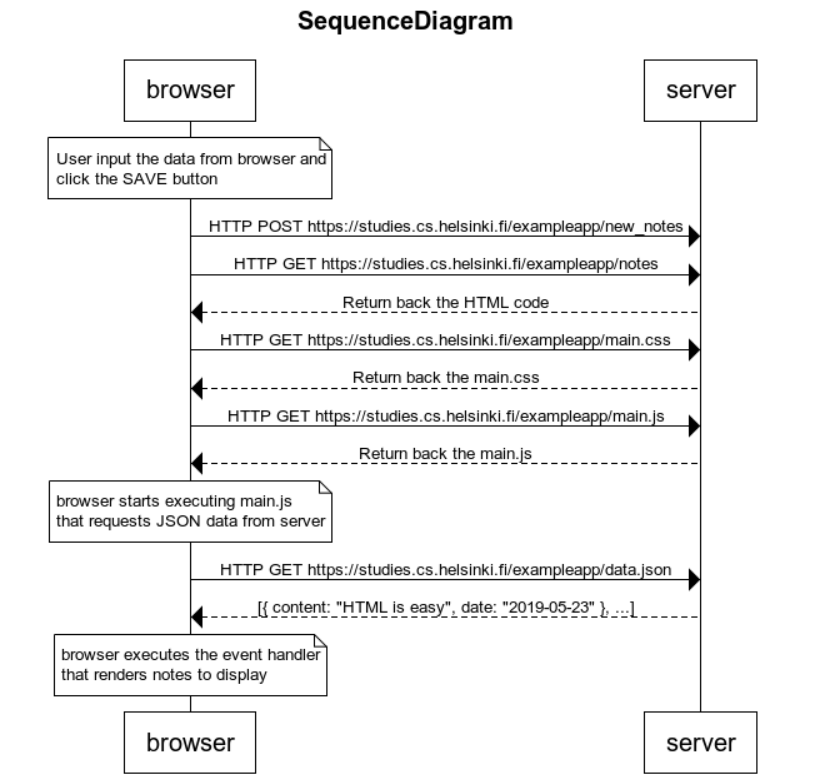 SequenceDiagram
browser
server
User input the data from browser and
click the SAVE button
HTTP POST https://studies.cs.helsinki.fi/exampleapp/new_notes
HTTP GET https://studies.cs.helsinki.fi/exampleapp/notes
Return back the HTML code
HTTP GET https://studies.cs.helsinki.fi/exampleapp/main.css
Return back the main.css
HTTP GET https://studies.cs.helsinki.fi/exampleapp/main.js
Return back the main.js
browser starts executing main.js
that requests JSON data from server
HTTP GET https://studies.cs.helsinki.fi/exampleapp/data.json
[{ content: "HTML is easy", date: "2019-05-23" }, ...]
browser executes the event handler
that renders notes to display
browser
server